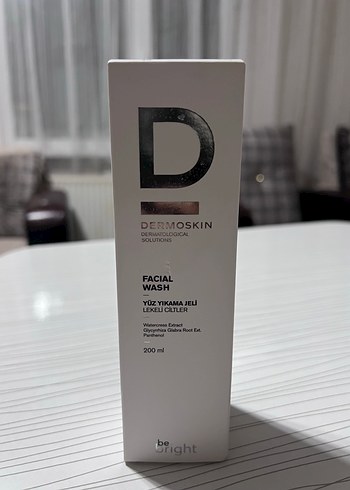 D
DERMOSKIN
DERMATOLOGICAL
SOLUTIONS
FACIAL
WASH
YÜZ YIKAMA JELİ
LEKELİ CİLTLER
Watercress Extract
Glycyrrhiza Glabra Root Ext.
Panthenol
200 ml
be
bright